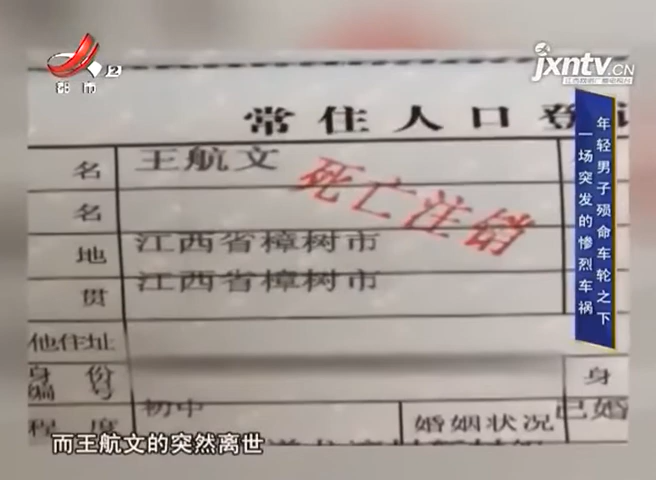 都市2
jxntv.CN
常住人口登
名 王航文
死亡注销
名
地 江西省樟树市
贯 江西省樟树市
他住址
身份
编号
身
初中
程度
婚姻状况
已婚
年轻男子殒命车轮之下
一场突发的惨烈车祸
而王航文的突然离世